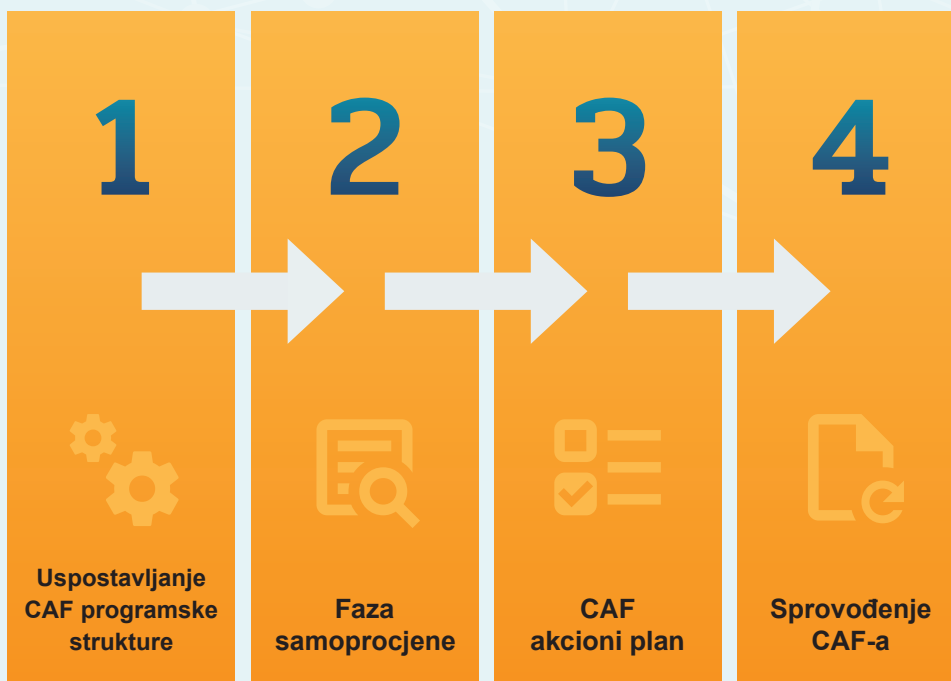 1
2
3
4
Uspostavljanje
CAF programske
strukture
Faza
samoprocjene
CAF
akcioni plan
Sprovođenje
CAF-a